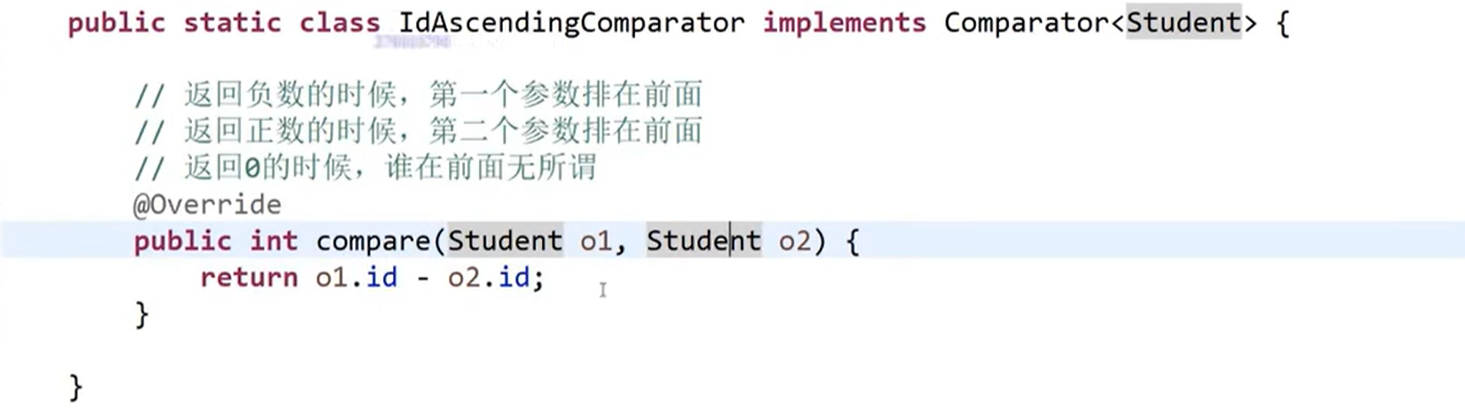 public static class IdAscendingComparator implements Comparator<Student> {
// 返回负数的时候，第一个参数排在前面
// 返回正数的时候，第二个参数排在前面
// 返回0的时候，谁在前面无所谓
@Override
public int compare(Student o1, Student o2) {
return o1.id - o2.id;
}
}